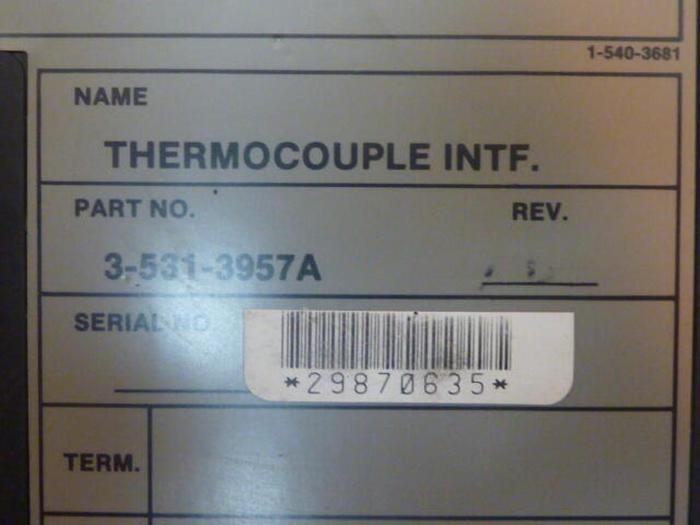 1-540-3681
NAME
THERMOCOUPLE INTF.
PART NO. REV.
3-531-3957A
SERIAL NO.
*29870635*
TERM.